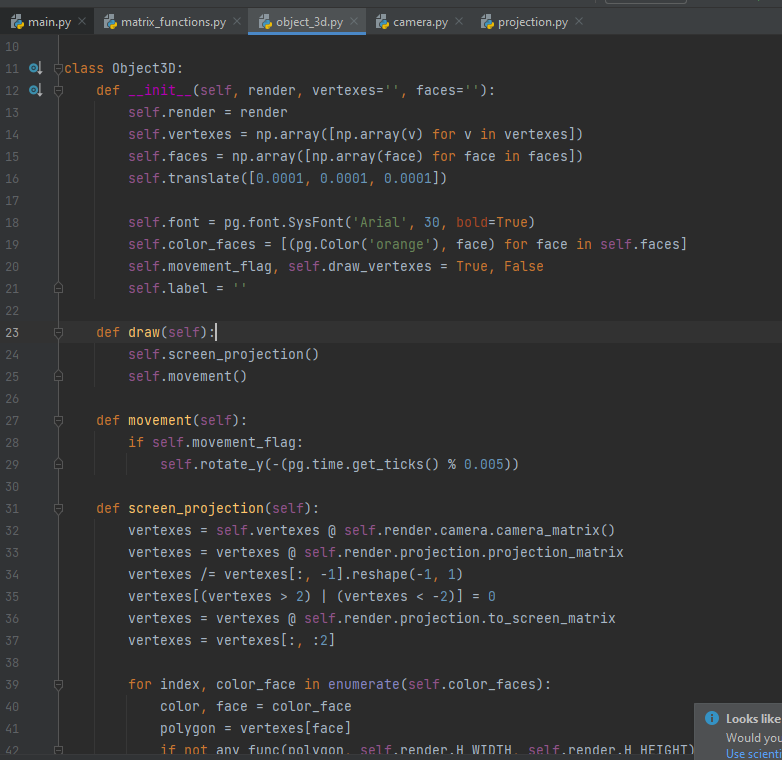 main.py matrix_functions.py object_3d.py camera.py projection.py
10
11 class Object3D:
12 def __init__(self, render, vertexes='', faces=''):
13 self.render = render
14 self.vertexes = np.array([np.array(v) for v in vertexes])
15 self.faces = np.array([np.array(face) for face in faces])
16 self.translate([0.0001, 0.0001, 0.0001])
17
18 self.font = pg.font.SysFont('Arial', 30, bold=True)
19 self.color_faces = [(pg.Color('orange'), face) for face in self.faces]
20 self.movement_flag, self.draw_vertexes = True, False
21 self.label = ''
22
23 def draw(self):
24 self.screen_projection()
25 self.movement()
26
27 def movement(self):
28 if self.movement_flag:
29 self.rotate_y(-(pg.time.get_ticks() % 0.005))
30
31 def screen_projection(self):
32 vertexes = self.vertexes @ self.render.camera.camera_matrix()
33 vertexes = vertexes @ self.render.projection.projection_matrix
34 vertexes /= vertexes[:, -1].reshape(-1, 1)
35 vertexes[(vertexes > 2) | (vertexes < -2)] = 0
36 vertexes = vertexes @ self.render.projection.to_screen_matrix
37 vertexes = vertexes[:, :2]
38
39 for index, color_face in enumerate(self.color_faces):
40 color, face = color_face
41 polygon = vertexes[face]
42 if not any_func(polygon, self.render.H_WIDTH, self.render.H_HEIGHT)
Looks like
Would you
Use scienti